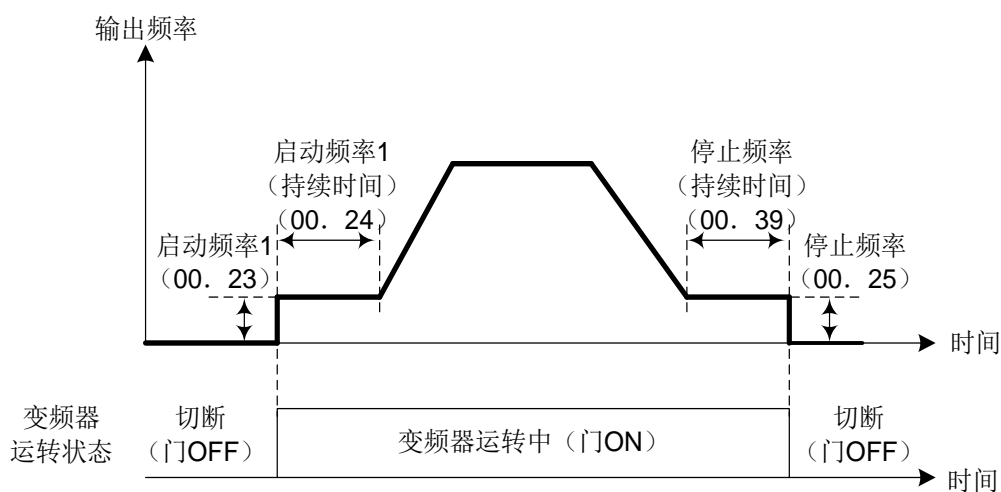 输出频率
启动频率1
（持续时间）
（00．24）
停止频率
（持续时间）
（00．39）
启动频率1
（00．23）
停止频率
（00．25）
时间
变频器
运转状态
切断
（门OFF）
变频器运转中（门ON）
切断
（门OFF）
时间